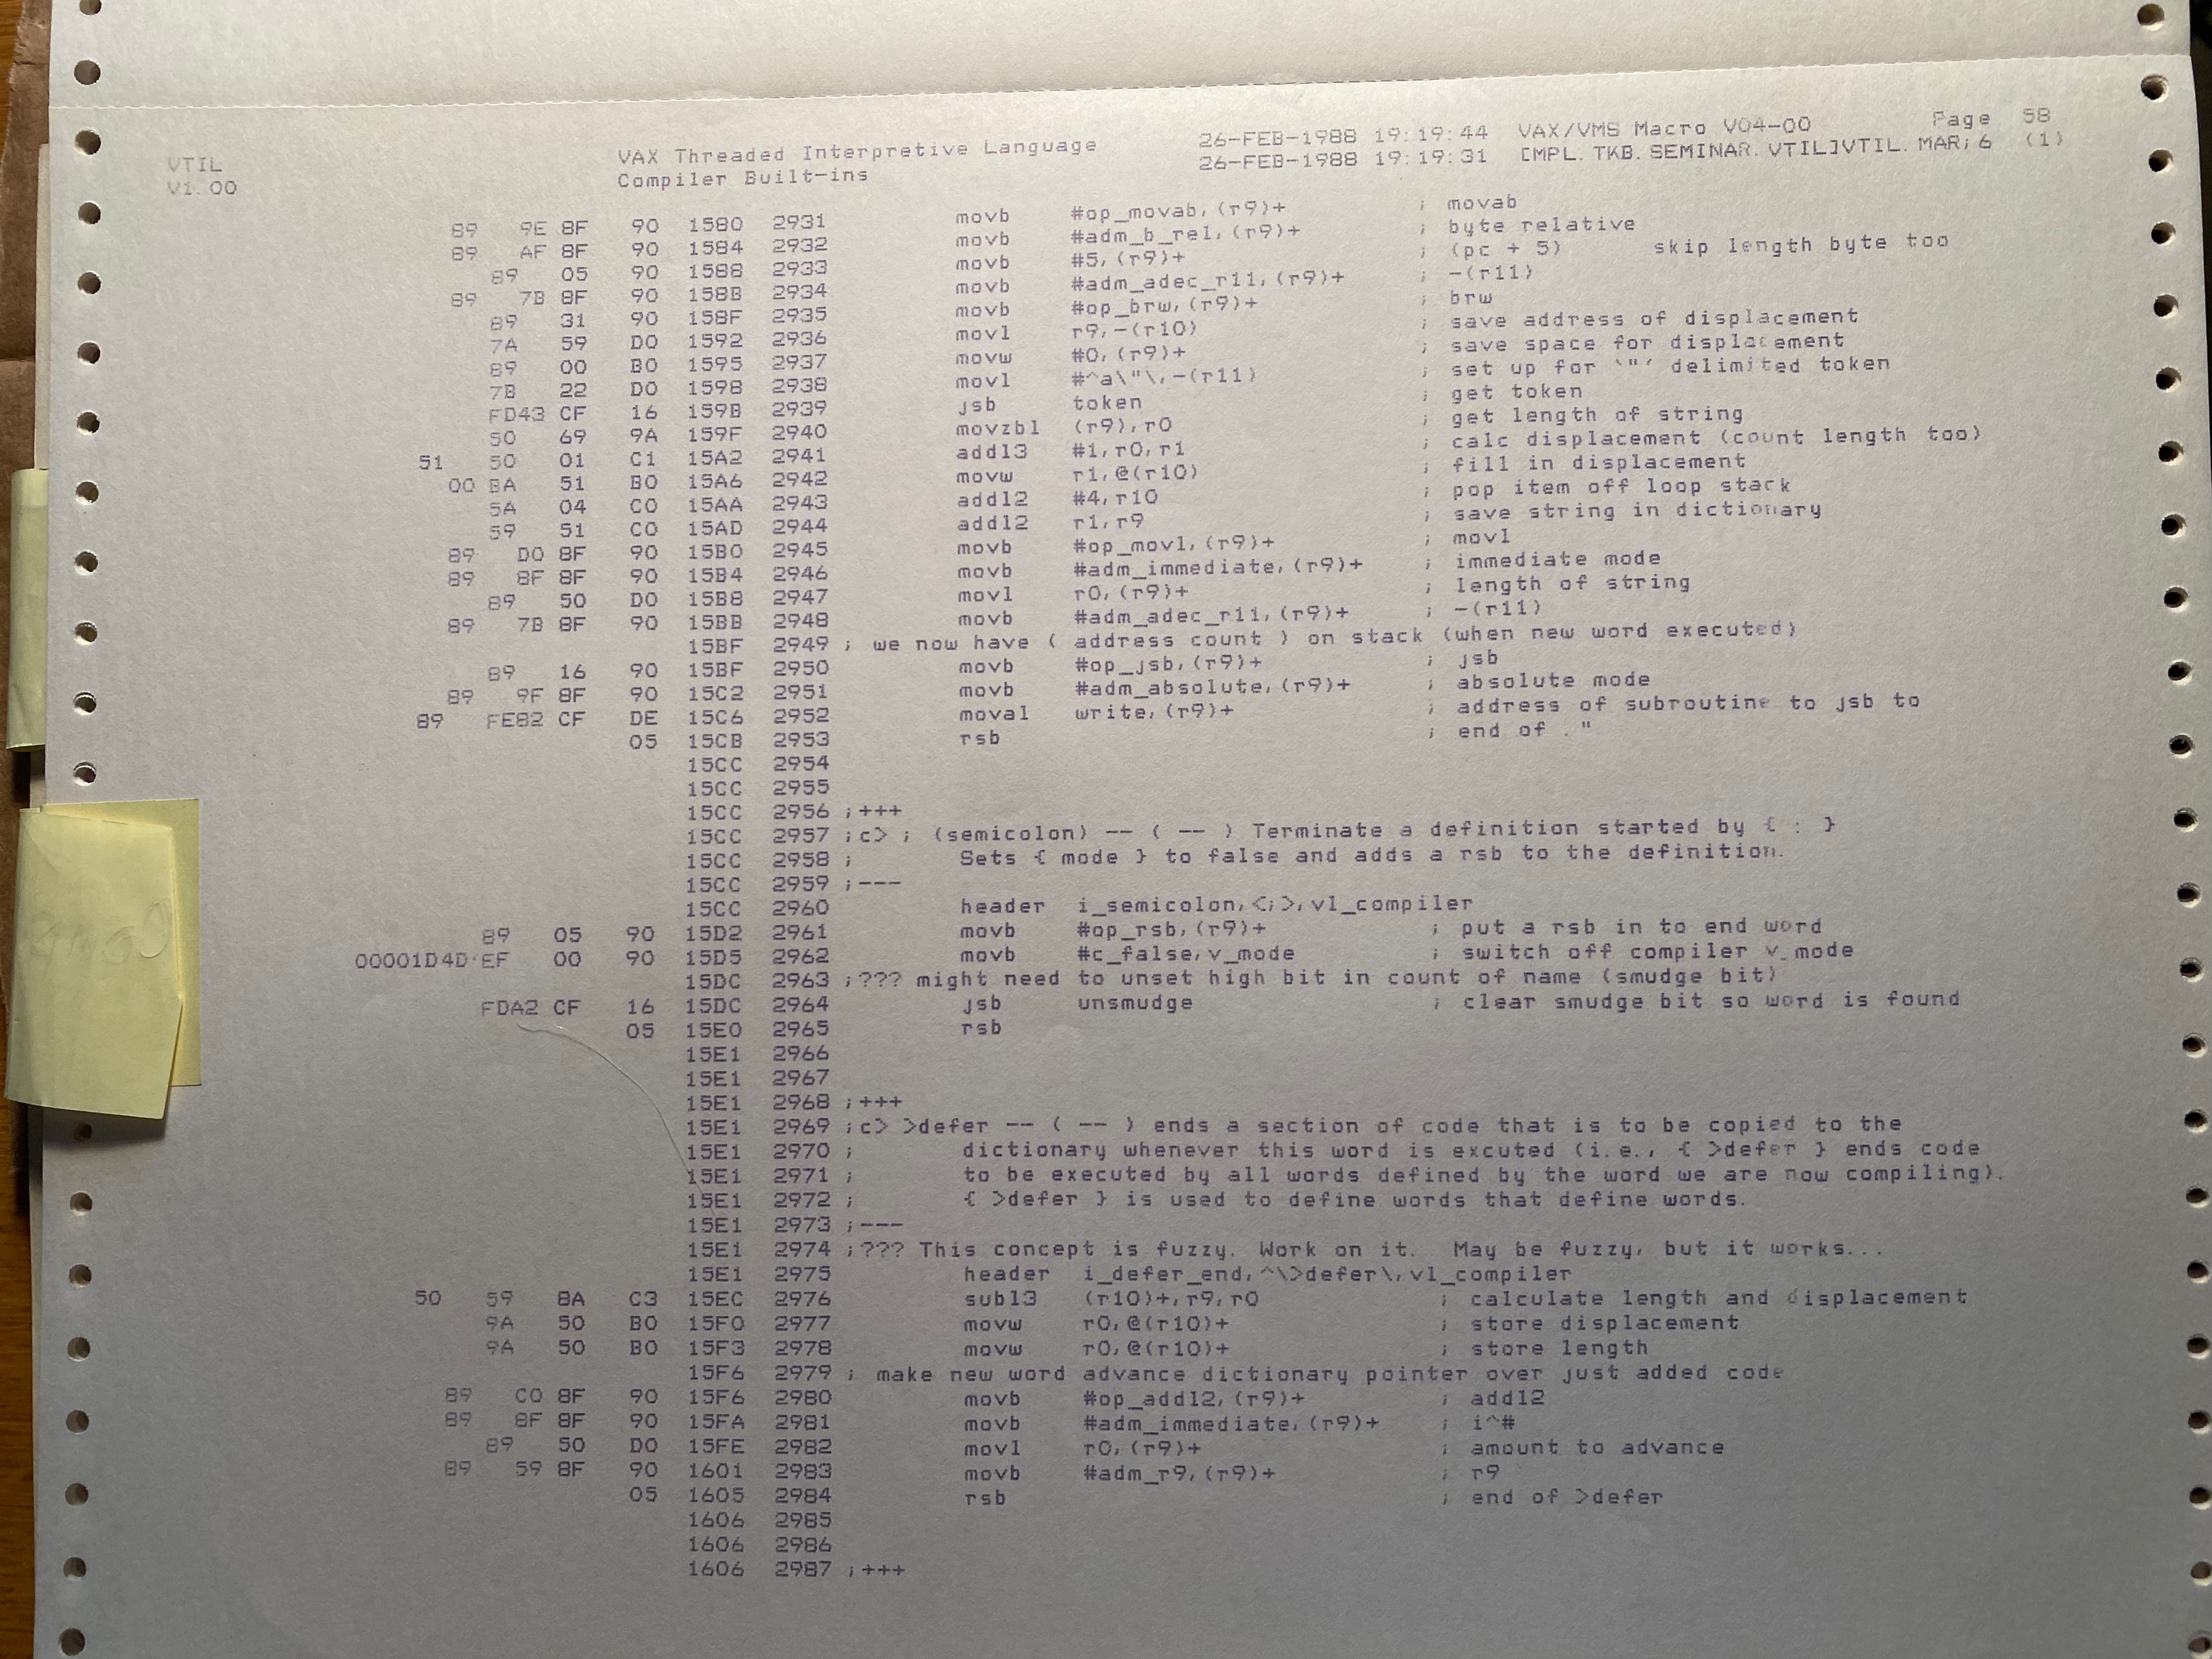 VTIL    VAX Threaded Interpretive Language    26-FEB-1988 19:19:44  VAX/VMS Macro V04-00    Page  58
V1.00    Compiler Built-ins    26-FEB-1988 19:19:31  [MPL.TKB.SEMINAR.VTIL]VTIL.MAR;6  (1)
89 9E 8F 90 1580 2931 movb #op_movab,(r9)+ ; movab
89 AF 8F 90 1584 2932 movb #adm_b_rel,(r9)+ ; byte relative
89 05 90 1588 2933 movb #5,(r9)+ ; (pc + 5) skip length byte too
89 7B 8F 90 158B 2934 movb #adm_adec_r11,(r9)+ ; -(r11)
89 31 90 158F 2935 movb #op_brw,(r9)+ ; brw
7A 59 D0 1592 2936 movl r9,-(r10) ; save address of displacement
89 00 B0 1595 2937 movw #0,(r9)+ ; save space for displacement
7B 22 D0 1598 2938 movl #^a\"\,-(r11) ; set up for `"' delimited token
FD43 CF 16 159B 2939 jsb token ; get token
50 69 9A 159F 2940 movzbl (r9),r0 ; get length of string
51 50 01 C1 15A2 2941 addl3 #1,r0,r1 ; calc displacement (count length too)
00 BA 51 B0 15A6 2942 movw r1,@(r10) ; fill in displacement
5A 04 C0 15AA 2943 addl2 #4,r10 ; pop item off loop stack
59 51 C0 15AD 2944 addl2 r1,r9 ; save string in dictionary
89 D0 8F 90 15B0 2945 movb #op_movl,(r9)+ ; movl
89 8F 8F 90 15B4 2946 movb #adm_immediate,(r9)+ ; immediate mode
89 50 D0 15B8 2947 movl r0,(r9)+ ; length of string
89 7B 8F 90 15BB 2948 movb #adm_adec_r11,(r9)+ ; -(r11)
15BF 2949 ; we now have ( address count ) on stack (when new word executed)
89 16 90 15BF 2950 movb #op_jsb,(r9)+ ; jsb
89 9F 8F 90 15C2 2951 movb #adm_absolute,(r9)+ ; absolute mode
89 FE82 CF DE 15C6 2952 moval write,(r9)+ ; address of subroutine to jsb to
05 15CB 2953 rsb ; end of ."
15CC 2954
15CC 2955
15CC 2956 ;+++
15CC 2957 ;c> ; (semicolon) -- ( -- ) Terminate a definition started by { : }
15CC 2958 ; Sets { mode } to false and adds a rsb to the definition.
15CC 2959 ;---
15CC 2960 header i_semicolon,<;>,vl_compiler
89 05 90 15D2 2961 movb #op_rsb,(r9)+ ; put a rsb in to end word
00001D4D'EF 00 90 15D5 2962 movb #c_false,v_mode ; switch off compiler v_mode
15DC 2963 ;??? might need to unset high bit in count of name (smudge bit)
FDA2 CF 16 15DC 2964 jsb unsmudge ; clear smudge bit so word is found
05 15E0 2965 rsb
15E1 2966
15E1 2967
15E1 2968 ;+++
15E1 2969 ;c> >defer -- ( -- ) ends a section of code that is to be copied to the
15E1 2970 ; dictionary whenever this word is excuted (i.e., { >defer } ends code
15E1 2971 ; to be executed by all words defined by the word we are now compiling).
15E1 2972 ; { >defer } is used to define words that define words.
15E1 2973 ;---
15E1 2974 ;??? This concept is fuzzy. Work on it. May be fuzzy, but it works...
15E1 2975 header i_defer_end,^\>defer\,vl_compiler
50 59 8A C3 15EC 2976 subl3 (r10)+,r9,r0 ; calculate length and displacement
9A 50 B0 15F0 2977 movw r0,@(r10)+ ; store displacement
9A 50 B0 15F3 2978 movw r0,@(r10)+ ; store length
15F6 2979 ; make new word advance dictionary pointer over just added code
89 C0 8F 90 15F6 2980 movb #op_addl2,(r9)+ ; addl2
89 8F 8F 90 15FA 2981 movb #adm_immediate,(r9)+ ; i^#
89 50 D0 15FE 2982 movl r0,(r9)+ ; amount to advance
89 59 8F 90 1601 2983 movb #adm_r9,(r9)+ ; r9
05 1605 2984 rsb ; end of >defer
1606 2985
1606 2986
1606 2987 ;+++